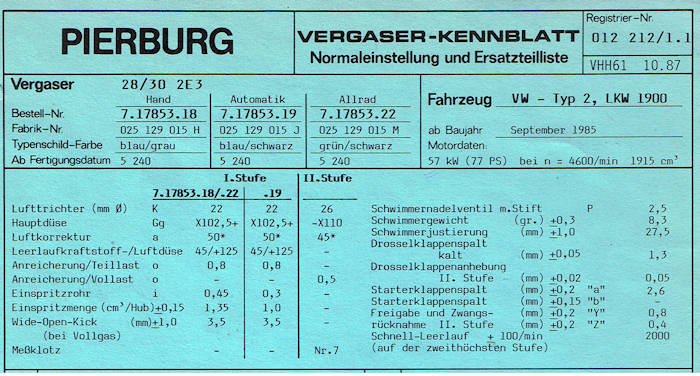 PIERBURG
VERGASER-KENNBLATT
Normaleinstellung und Ersatzteilliste
Registrier-Nr.
012 212/1.1
VHH61 10.87
Vergaser 28/30 2E3
Hand Automatik Allrad
Bestell-Nr. 7.17853.18 7.17853.19 7.17853.22
Fabrik-Nr. 025 129 015 H 025 129 015 J 025 129 015 M
Typenschild-Farbe blau/grau blau/schwarz grün/schwarz
Ab Fertigungsdatum 5 240 5 240 5 240
Fahrzeug VW - Typ 2, LKW 1900
ab Baujahr September 1985
Motordaten:
57 kW (77 PS) bei n = 4600/min 1915 cm³
I.Stufe II.Stufe
7.17853.18/.22 .19
Lufttrichter (mm Ø) K 22 22 26
Hauptdüse Gg X102,5+ X102,5+ -X110
Luftkorrektur a 50* 50* 45*
Leerlaufkraftstoff-/Luftdüse 45/+125 45/+125 -
Anreicherung/Teillast o 0,8 0,8 -
Anreicherung/Vollast o - - 0,5
Einspritzrohr i 0,45 0,3 -
Einspritzmenge (cm³/Hub)±0,15 1,35 1,0 -
Wide-Open-Kick (mm)±1,0 3,5 3,5 -
(bei Vollgas)
Meßklotz - - Nr.7
Schwimmernadelventil m.Stift P 2,5
Schwimmergewicht (gr.) ±0,3 8,3
Schwimmerjustierung (mm) ±1,0 27,5
Drosselklappenspalt
kalt (mm) ±0,05 1,3
Drosselklappenanhebung
II. Stufe (mm) ±0,02 0,05
Starterklappenspalt (mm) ±0,2 "a" 2,6
Starterklappenspalt (mm) ±0,15 "b" -
Freigabe und Zwangs- (mm) ±0,2 "Y" 0,8
rücknahme II. Stufe (mm) ±0,2 "Z" 0,4
Schnell-Leerlauf ± 100/min 2000
(auf der zweithöchsten Stufe)